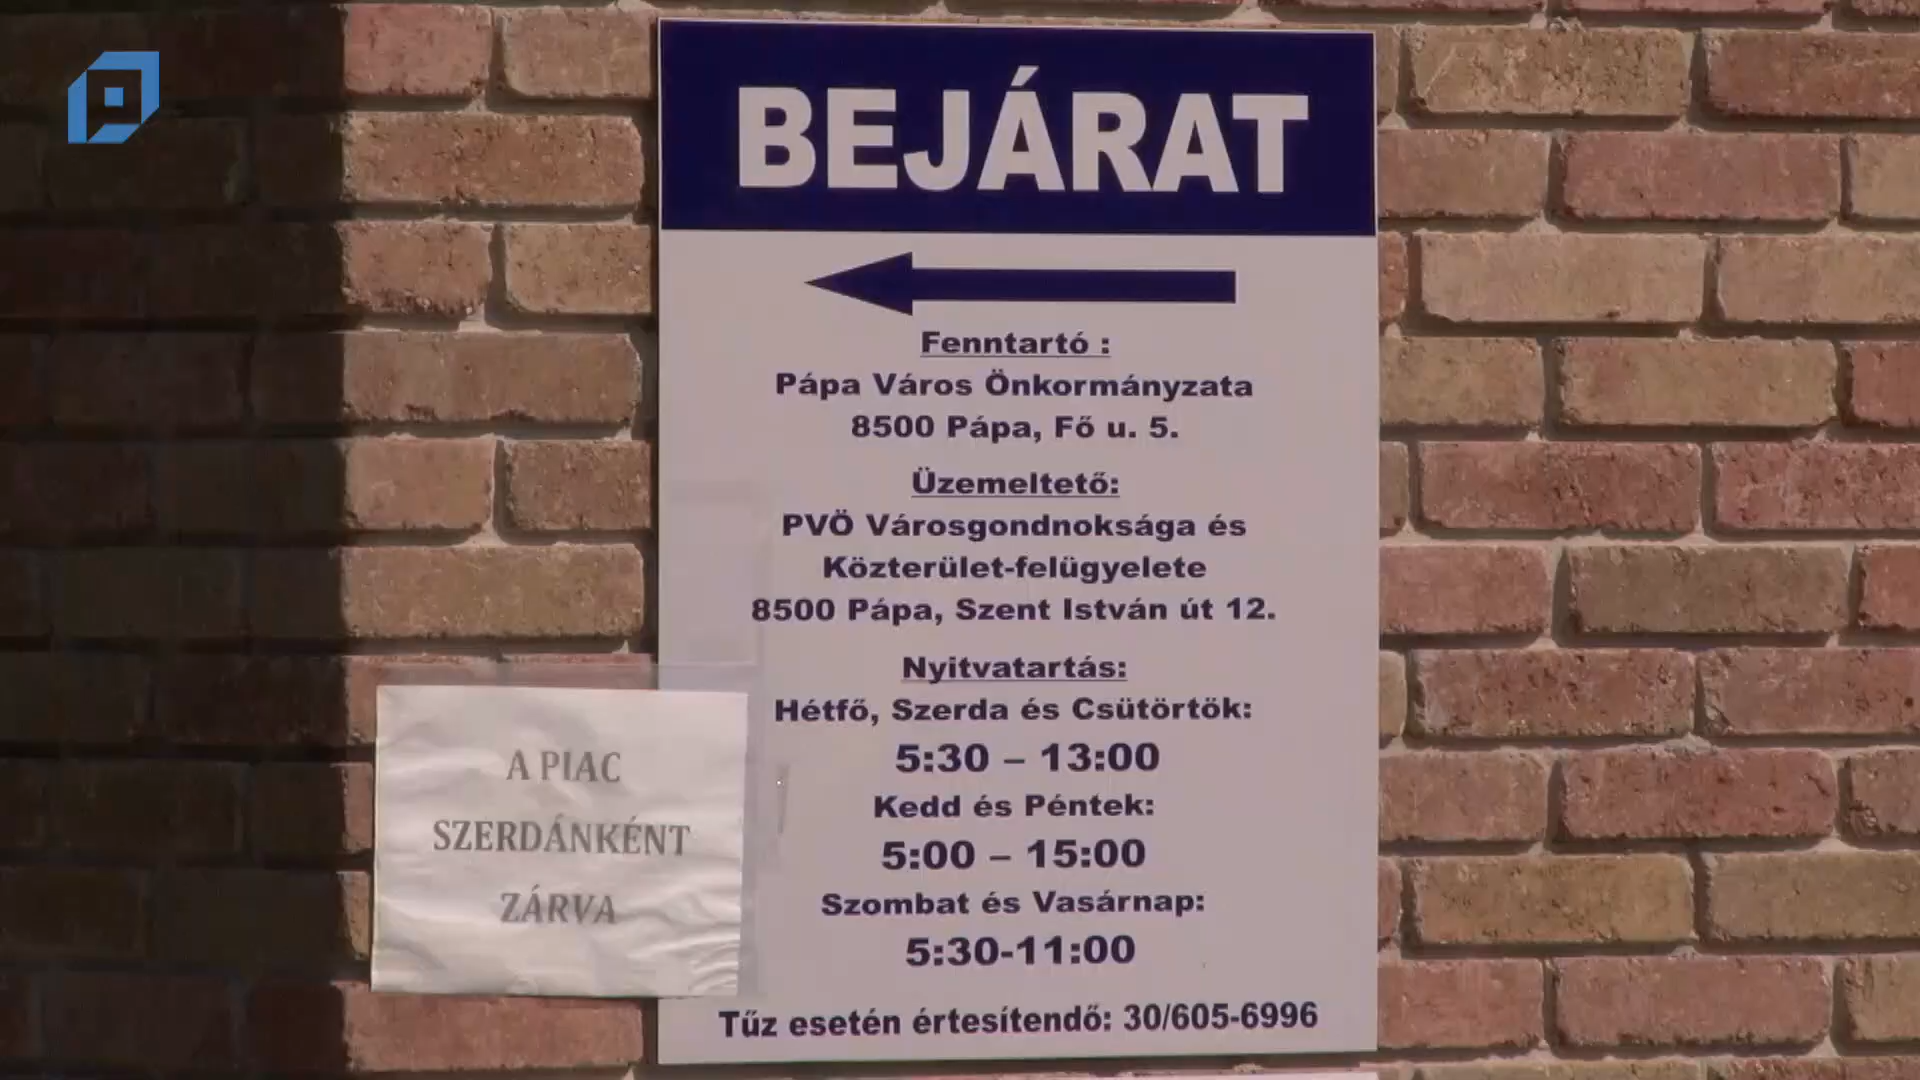 BEJÁRAT
Fenntartó :
Pápa Város Önkormányzata
8500 Pápa, Fő u. 5.
Üzemeltető:
PVÖ Városgondnoksága és
Közterület-felügyelete
8500 Pápa, Szent István út 12.
Nyitvatartás:
Hétfő, Szerda és Csütörtök:
5:30 – 13:00
Kedd és Péntek:
5:00 – 15:00
Szombat és Vasárnap:
5:30-11:00
Tűz esetén értesítendő: 30/605-6996
A PIAC
SZERDÁNKÉNT
ZÁRVA